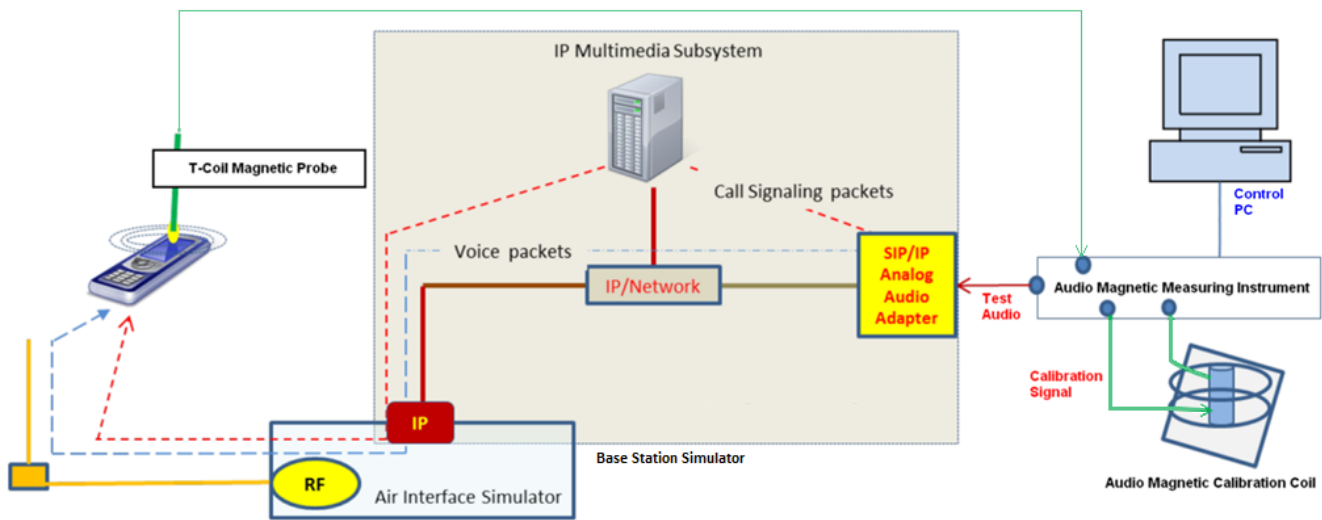 IP Multimedia Subsystem
T-Coil Magnetic Probe
Call Signaling packets
Control
PC
Voice packets
SIP/IP
Analog
Audio
Adapter
IP/Network
Test
Audio
Audio Magnetic Measuring Instrument
Calibration
Signal
IP
Base Station Simulator
RF
Air Interface Simulator
Audio Magnetic Calibration Coil